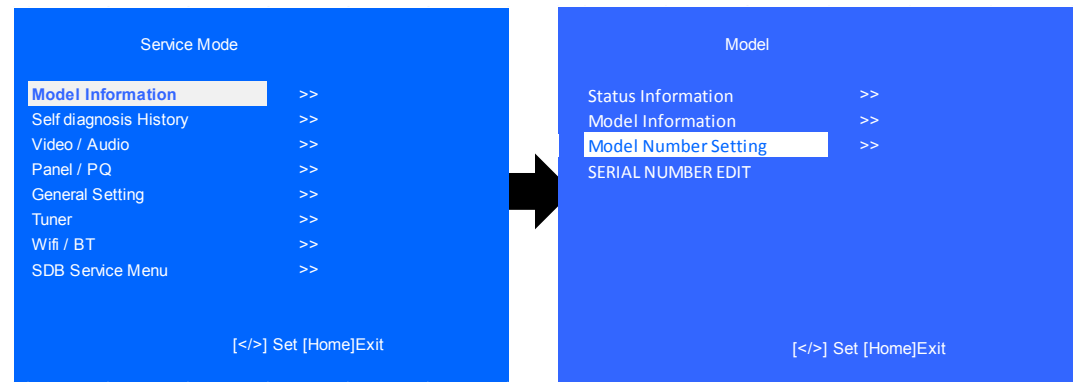 Service Mode
Model Information >>
Self diagnosis History >>
Video / Audio >>
Panel / PQ >>
General Setting >>
Tuner >>
Wifi / BT >>
SDB Service Menu >>
[</>] Set [Home]Exit
Model
Status Information >>
Model Information >>
Model Number Setting >>
SERIAL NUMBER EDIT
[</>] Set [Home]Exit